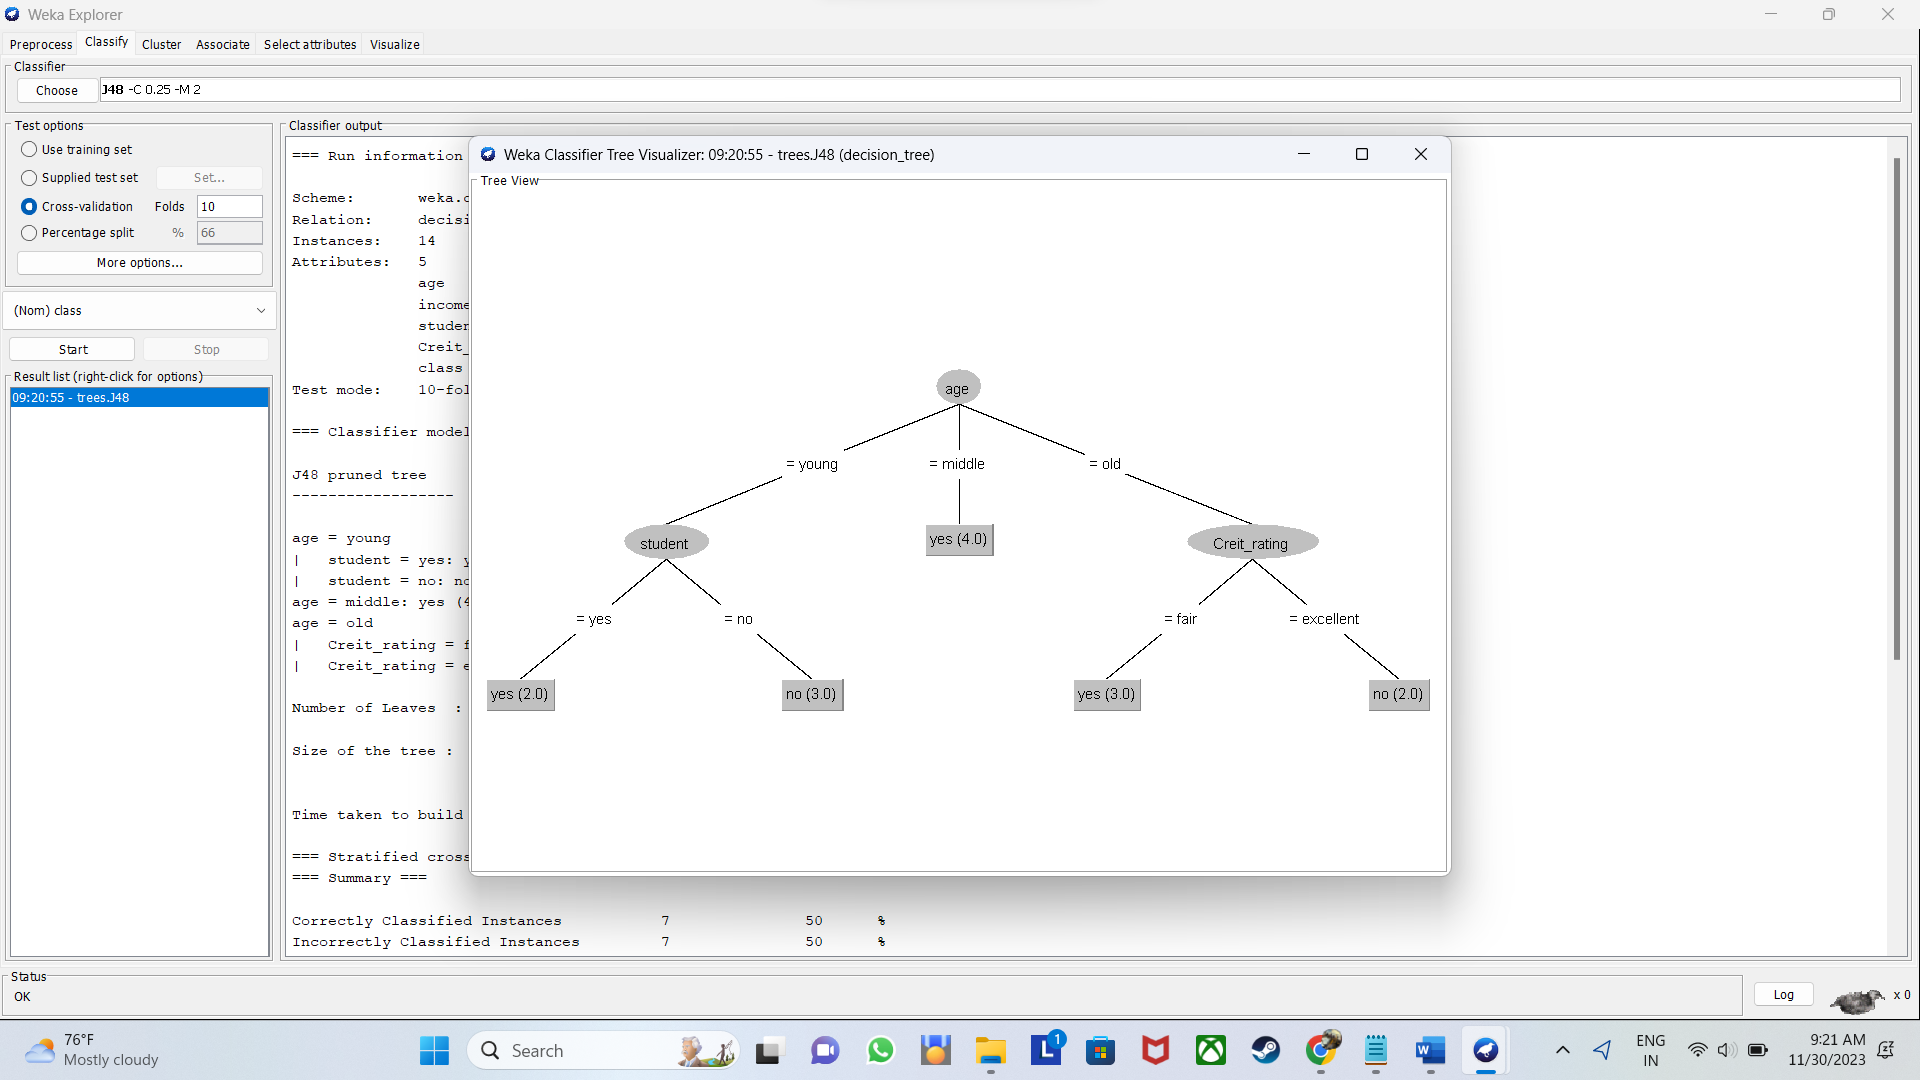 Weka Explorer
Preprocess Classify Cluster Associate Select attributes Visualize
Classifier
Choose J48 -C 0.25 -M 2
Test options
Use training set
Supplied test set Set...
Cross-validation Folds 10
Percentage split % 66
More options...
(Nom) class
Start Stop
Result list (right-click for options)
09:20:55 - trees.J48
Classifier output
=== Run information
Scheme: weka.c
Relation: decisi
Instances: 14
Attributes: 5
age
income
studen
Creit_
class
Test mode: 10-fol
=== Classifier model
J48 pruned tree
------------------
age = young
| student = yes: y
| student = no: no
age = middle: yes (4
age = old
| Creit_rating = f
| Creit_rating = e
Number of Leaves :
Size of the tree :
Time taken to build
=== Stratified cross
=== Summary ===
Correctly Classified Instances 7 50 %
Incorrectly Classified Instances 7 50 %
Weka Classifier Tree Visualizer: 09:20:55 - trees.J48 (decision_tree)
Tree View
age
= young = middle = old
student yes (4.0) Creit_rating
= yes = no = fair = excellent
yes (2.0) no (3.0) yes (3.0) no (2.0)
Status
OK
Log x 0
76°F
Mostly cloudy
Search
L 1
W
ENG
IN
9:21 AM
11/30/2023